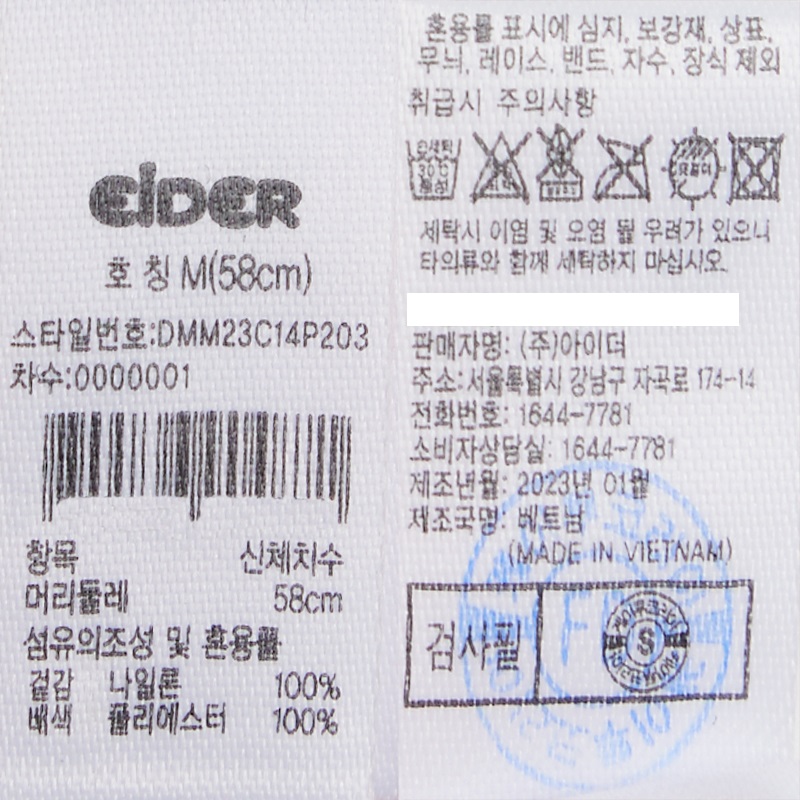 EIDER
호 칭 M(58cm)
스타일번호:DMM23C14P203
차수:0000001
항목 신체치수
머리둘레 58cm
섬유의조성 및 혼용률
겉감 나일론 100%
배색 폴리에스터 100%
혼용률 표시에 심지, 보강재, 상표,
무늬, 레이스, 밴드, 자수, 장식 제외
취급시 주의사항
손세탁
30℃
중성
세탁시 이염 및 오염 될 우려가 있으니
타의류와 함께 세탁하지 마십시오.
판매자명: (주)아이더
주소:서울특별시 강남구 자곡로 174-14
전화번호: 1644-7781
소비자상담실: 1644-7781
제조년월: 2023년 01월
제조국명: 베트남
(MADE IN VIETNAM)
검사필
S